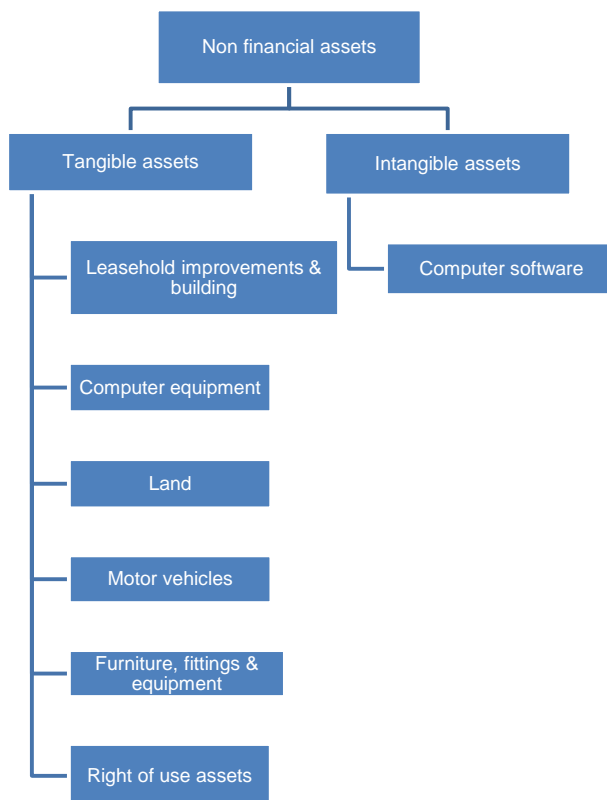 Non financial assets
Tangible assets
Intangible assets
Leasehold improvements &
building
Computer software
Computer equipment
Land
Motor vehicles
Furniture, fittings &
equipment
Right of use assets